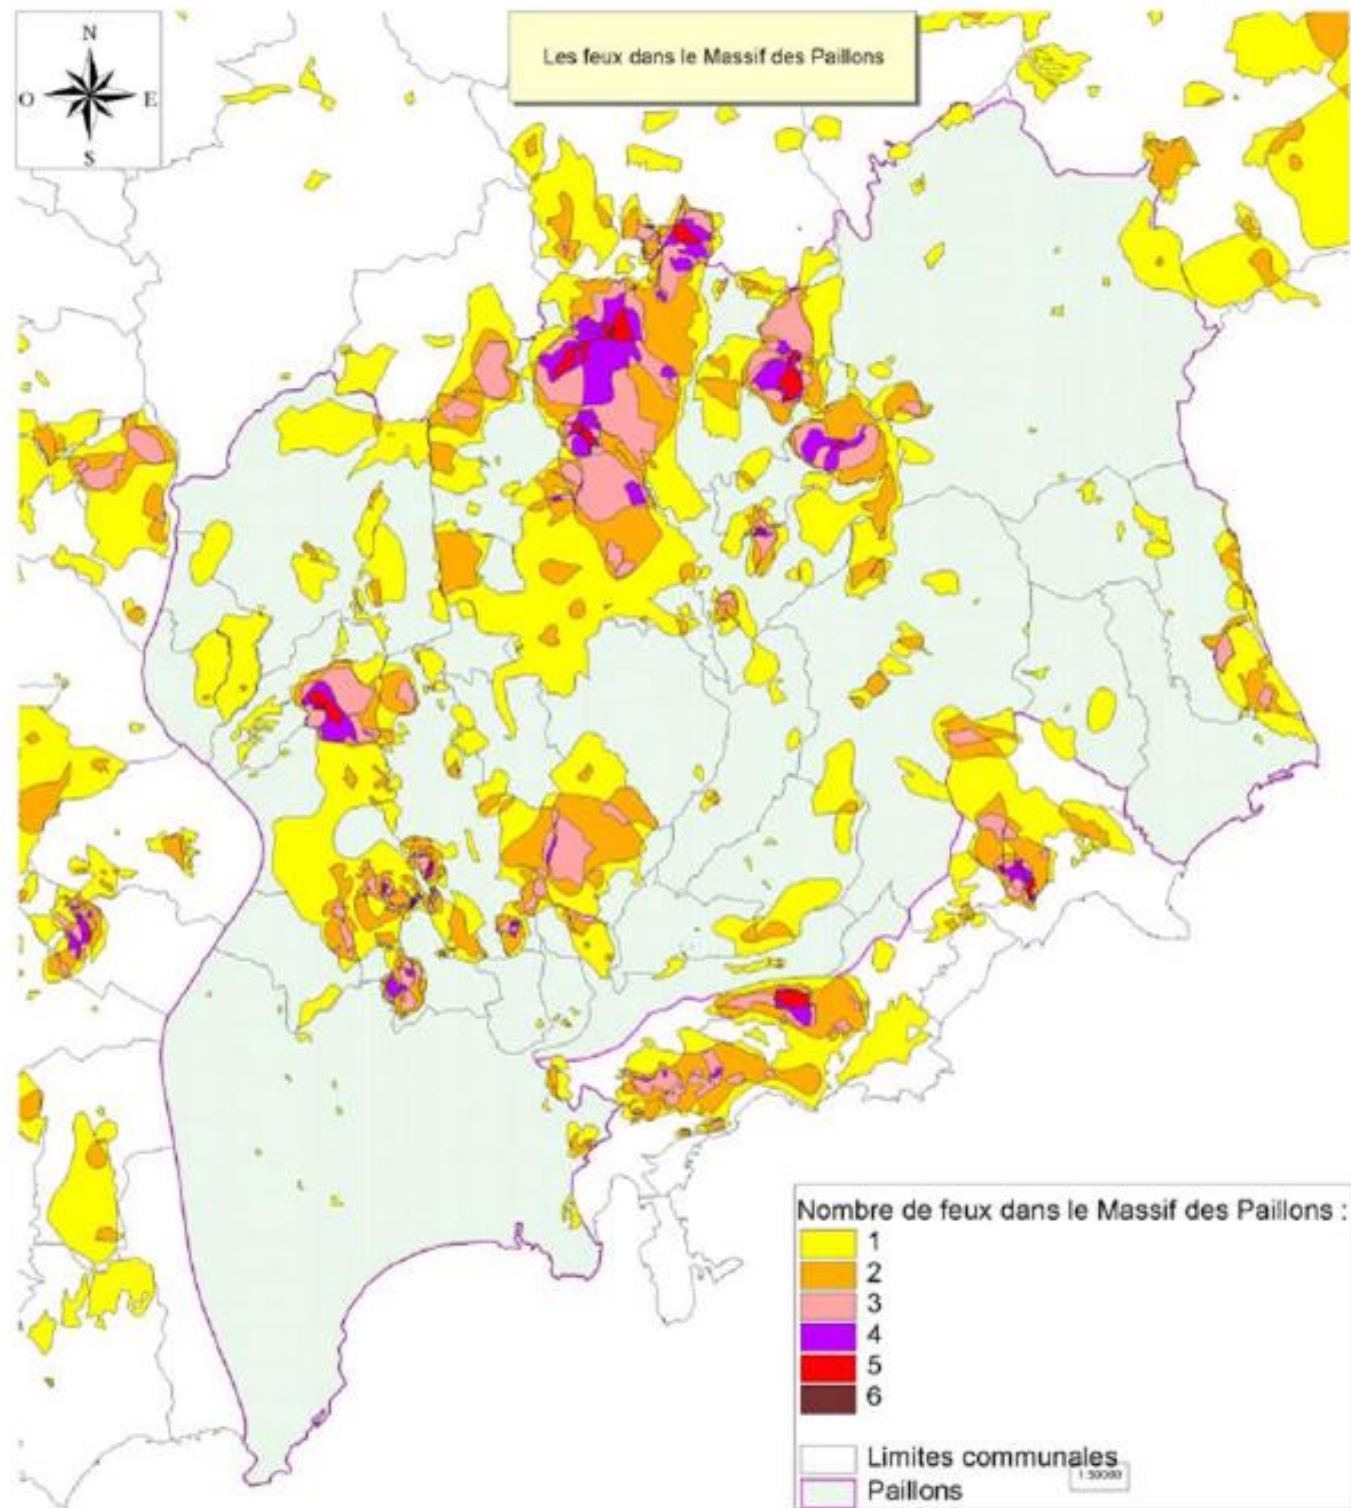 N
Les feux dans le Massif des Paillons
O
E
S
Nombre de feux dans le Massif des Paillons :
1
2
3
4
5
6
Limites communales
Paillons